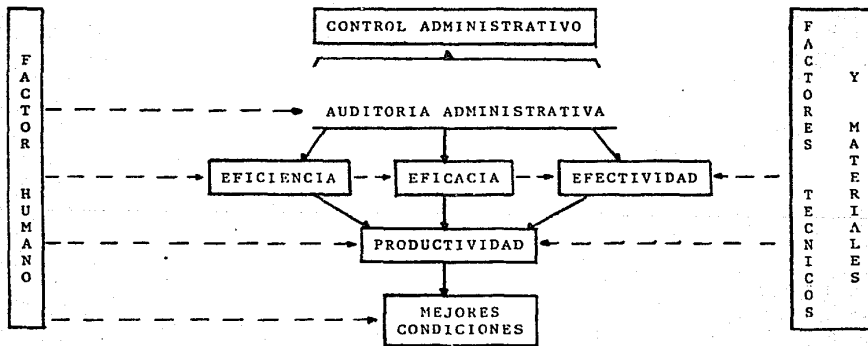 CONTROL ADMINISTRATIVO
FACTOR HUMANO
AUDITORIA ADMINISTRATIVA
EFICIENCIA
EFICACIA
EFECTIVIDAD
PRODUCTIVIDAD
MEJORES
CONDICIONES
FACTORES TECNICOS
Y MATERIALES